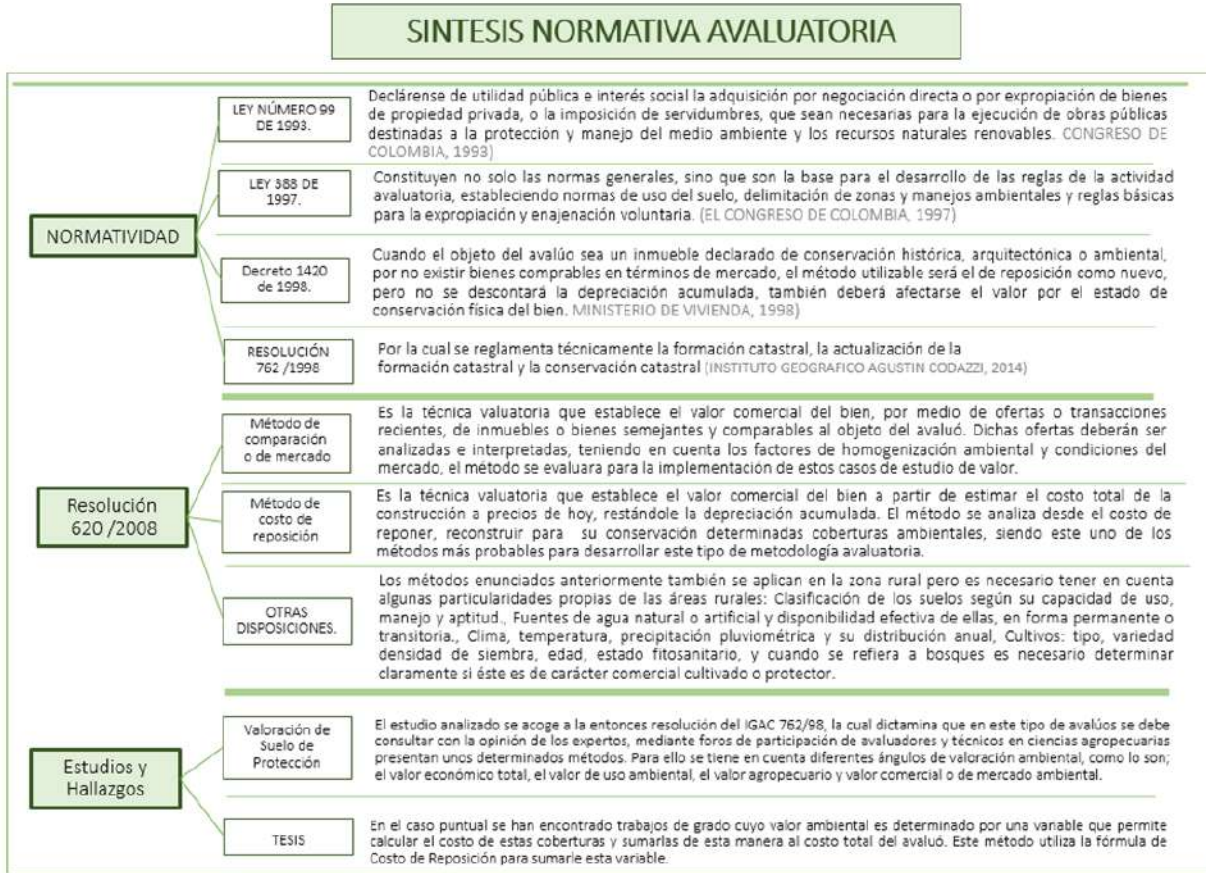 SINTESIS NORMATIVA AVALUATORIA
NORMATIVIDAD
LEY NÚMERO 99
DE 1993.
Declárense de utilidad pública e interés social la adquisición por negociación directa o por expropiación de bienes
de propiedad privada, o la imposición de servidumbres, que sean necesarias para la ejecución de obras públicas
destinadas a la protección y manejo del medio ambiente y los recursos naturales renovables. CONGRESO DE
COLOMBIA, 1993)
LEY 388 DE
1997.
Constituyen no solo las normas generales, sino que son la base para el desarrollo de las reglas de la actividad
avaluatoria, estableciendo normas de uso del suelo, delimitación de zonas y manejos ambientales y reglas básicas
para la expropiación y enajenación voluntaria. (EL CONGRESO DE COLOMBIA, 1997)
Decreto 1420
de 1998.
Cuando el objeto del avalúo sea un inmueble declarado de conservación histórica, arquitectónica o ambiental,
por no existir bienes comprables en términos de mercado, el método utilizable será el de reposición como nuevo,
pero no se descontará la depreciación acumulada, también deberá afectarse el valor por el estado de
conservación física del bien. MINISTERIO DE VIVIENDA, 1998)
RESOLUCIÓN
762 /1998
Por la cual se reglamenta técnicamente la formación catastral, la actualización de la
formación catastral y la conservación catastral (INSTITUTO GEOGRAFICO AGUSTIN CODAZZI, 2014)
Resolución
620 /2008
Método de
comparación
o de mercado
Es la técnica valuatoria que establece el valor comercial del bien, por medio de ofertas o transacciones
recientes, de inmuebles o bienes semejantes y comparables al objeto del avaluó. Dichas ofertas deberán ser
analizadas e interpretadas, teniendo en cuenta los factores de homogenización ambiental y condiciones del
mercado, el método se evaluara para la implementación de estos casos de estudio de valor.
Método de
costo de
reposición
Es la técnica valuatoria que establece el valor comercial del bien a partir de estimar el costo total de la
construcción a precios de hoy, restándole la depreciación acumulada. El método se analiza desde el costo de
reponer, reconstruir para su conservación determinadas coberturas ambientales, siendo este uno de los
métodos más probables para desarrollar este tipo de metodología avaluatoria.
OTRAS
DISPOSICIONES.
Los métodos enunciados anteriormente también se aplican en la zona rural pero es necesario tener en cuenta
algunas particularidades propias de las áreas rurales: Clasificación de los suelos según su capacidad de uso,
manejo y aptitud., Fuentes de agua natural o artificial y disponibilidad efectiva de ellas, en forma permanente o
transitoria., Clima, temperatura, precipitación pluviométrica y su distribución anual, Cultivos: tipo, variedad
densidad de siembra, edad, estado fitosanitario, y cuando se refiera a bosques es necesario determinar
claramente si éste es de carácter comercial cultivado o protector.
Estudios y
Hallazgos
Valoración de
Suelo de
Protección
El estudio analizado se acoge a la entonces resolución del IGAC 762/98, la cual dictamina que en este tipo de avalúos se debe
consultar con la opinión de los expertos, mediante foros de participación de evaluadores y técnicos en ciencias agropecuarias
presentan unos determinados métodos. Para ello se tiene en cuenta diferentes ángulos de valoración ambiental, como lo son;
el valor económico total, el valor de uso ambiental, el valor agropecuario y valor comercial o de mercado ambiental.
TESIS
En el caso puntual se han encontrado trabajos de grado cuyo valor ambiental es determinado por una variable que permite
calcular el costo de estas coberturas y sumarlas de esta manera al costo total del avaluó. Este método utiliza la fórmula de
Costo de Reposición para sumarle esta variable.